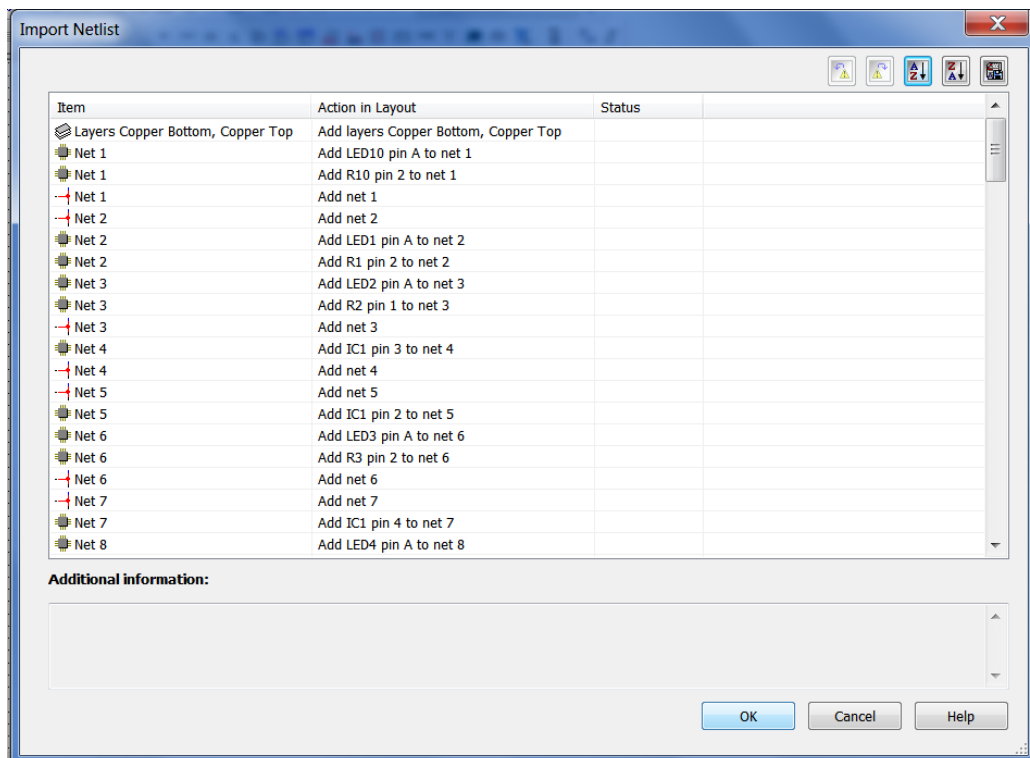 Import Netlist
Item Action in Layout Status
Layers Copper Bottom, Copper Top Add layers Copper Bottom, Copper Top
Net 1 Add LED10 pin A to net 1
Net 1 Add R10 pin 2 to net 1
Net 1 Add net 1
Net 2 Add net 2
Net 2 Add LED1 pin A to net 2
Net 2 Add R1 pin 2 to net 2
Net 3 Add LED2 pin A to net 3
Net 3 Add R2 pin 1 to net 3
Net 3 Add net 3
Net 4 Add IC1 pin 3 to net 4
Net 4 Add net 4
Net 5 Add net 5
Net 5 Add IC1 pin 2 to net 5
Net 6 Add LED3 pin A to net 6
Net 6 Add R3 pin 2 to net 6
Net 6 Add net 6
Net 7 Add net 7
Net 7 Add IC1 pin 4 to net 7
Net 8 Add LED4 pin A to net 8
Additional information:
OK Cancel Help